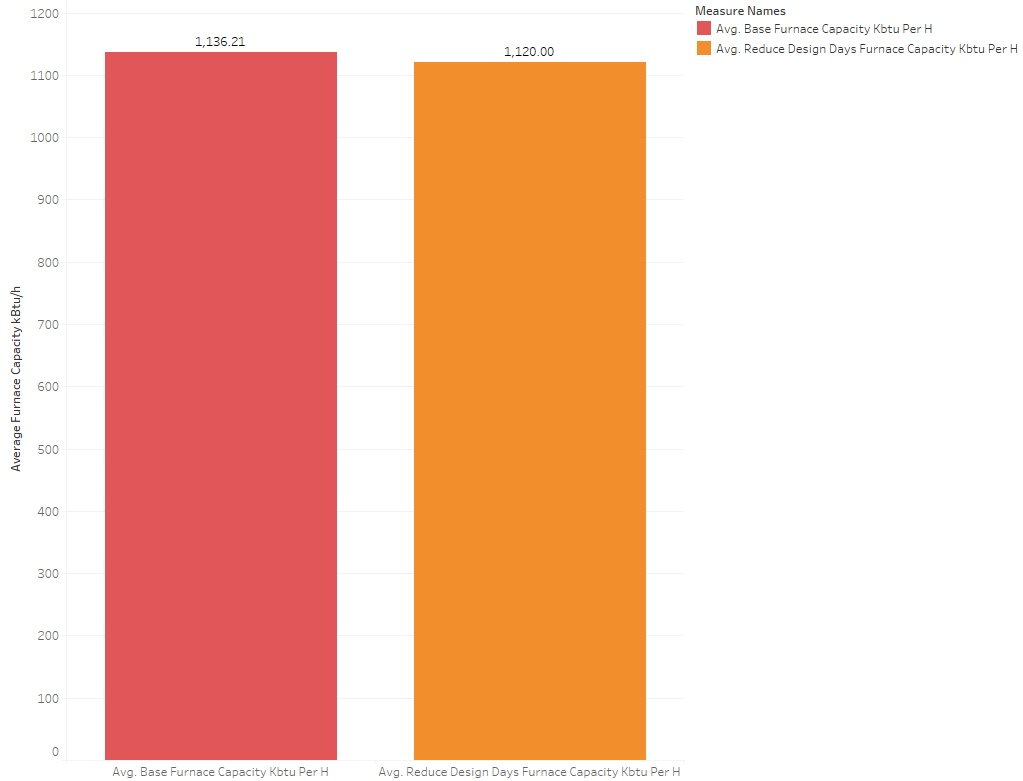 1200
1100
1000
900
800
700
600
500
400
300
200
100
0
Average Furnace Capacity kBtu/h
1,136.21
1,120.00
Avg. Base Furnace Capacity Kbtu Per H
Avg. Reduce Design Days Furnace Capacity Kbtu Per H
Measure Names
Avg. Base Furnace Capacity Kbtu Per H
Avg. Reduce Design Days Furnace Capacity Kbtu Per H